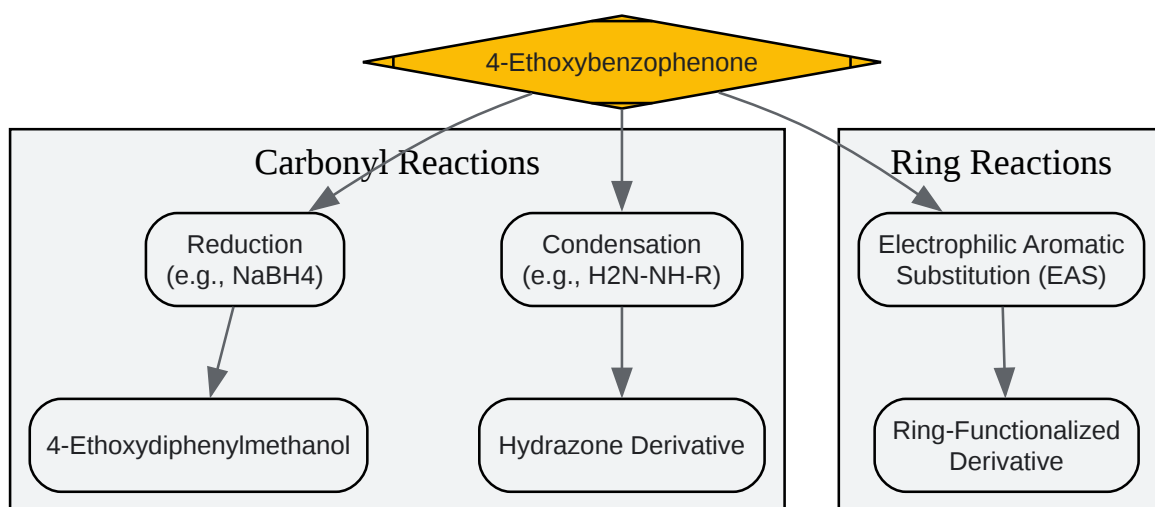 4-Ethoxybenzophenone
Carbonyl Reactions
Ring Reactions
Reduction
(e.g., NaBH4)
Condensation
(e.g., H2N-NH-R)
Electrophilic Aromatic
Substitution (EAS)
4-Ethoxydiphenylmethanol
Hydrazone Derivative
Ring-Functionalized
Derivative